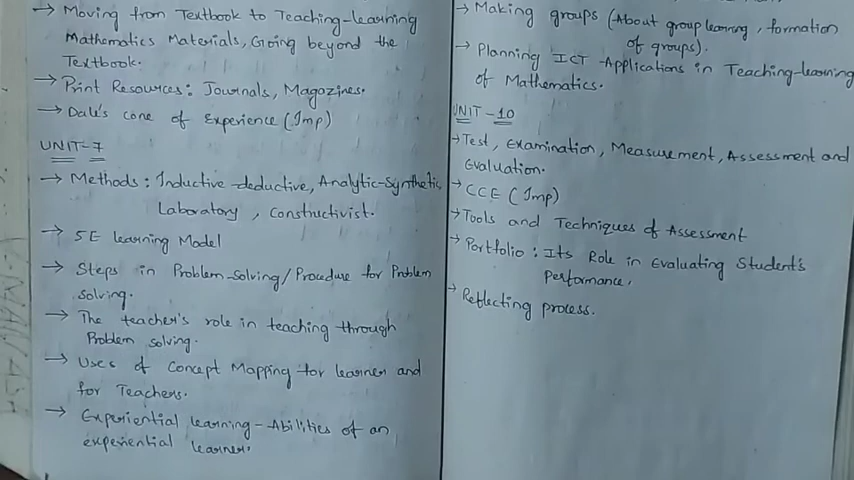 → Moving from Textbook to Teaching-learning
Mathematics Materials, Going beyond the
Textbook.
→ Print Resources: Journals, Magazines.
→ Dale's cone of Experience (Imp)
UNIT-7
→ Methods: Inductive-deductive, Analytic-Synthetic,
Laboratory, Constructivist.
→ 5E learning Model
→ Steps in Problem-solving/Procedure for Problem
solving.
→ The teacher's role in teaching through
Problem solving.
→ Uses of Concept Mapping for learner and
for Teachers.
→ Experiential learning-Abilities of an
experiential learner.
→ Making groups (About group learning, formation
of groups).
→ Planning ICT-Applications in Teaching-learning
of Mathematics.
UNIT-10
→ Test, Examination, Measurement, Assessment and
Evaluation.
→ CCE (Imp)
→ Tools and Techniques of Assessment
→ Portfolio: Its Role in Evaluating Student's
Performance.
→ Reflecting process.